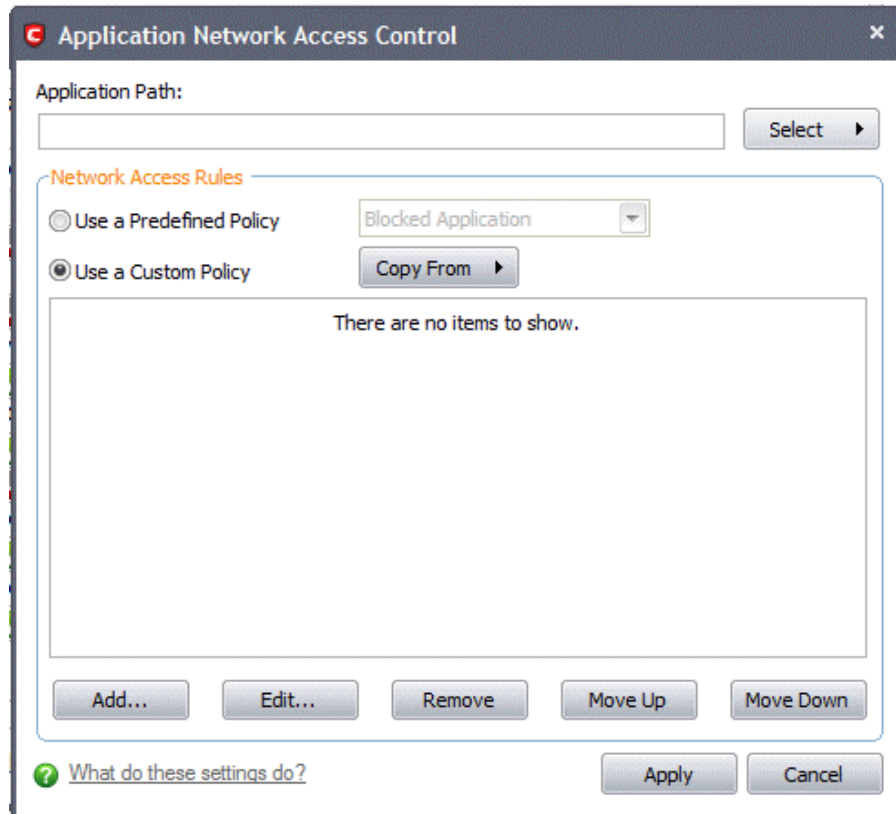 Application Network Access Control
Application Path:
Select
Network Access Rules
Use a Predefined Policy Blocked Application
Use a Custom Policy Copy From
There are no items to show.
Add... Edit... Remove Move Up Move Down
What do these settings do? Apply Cancel